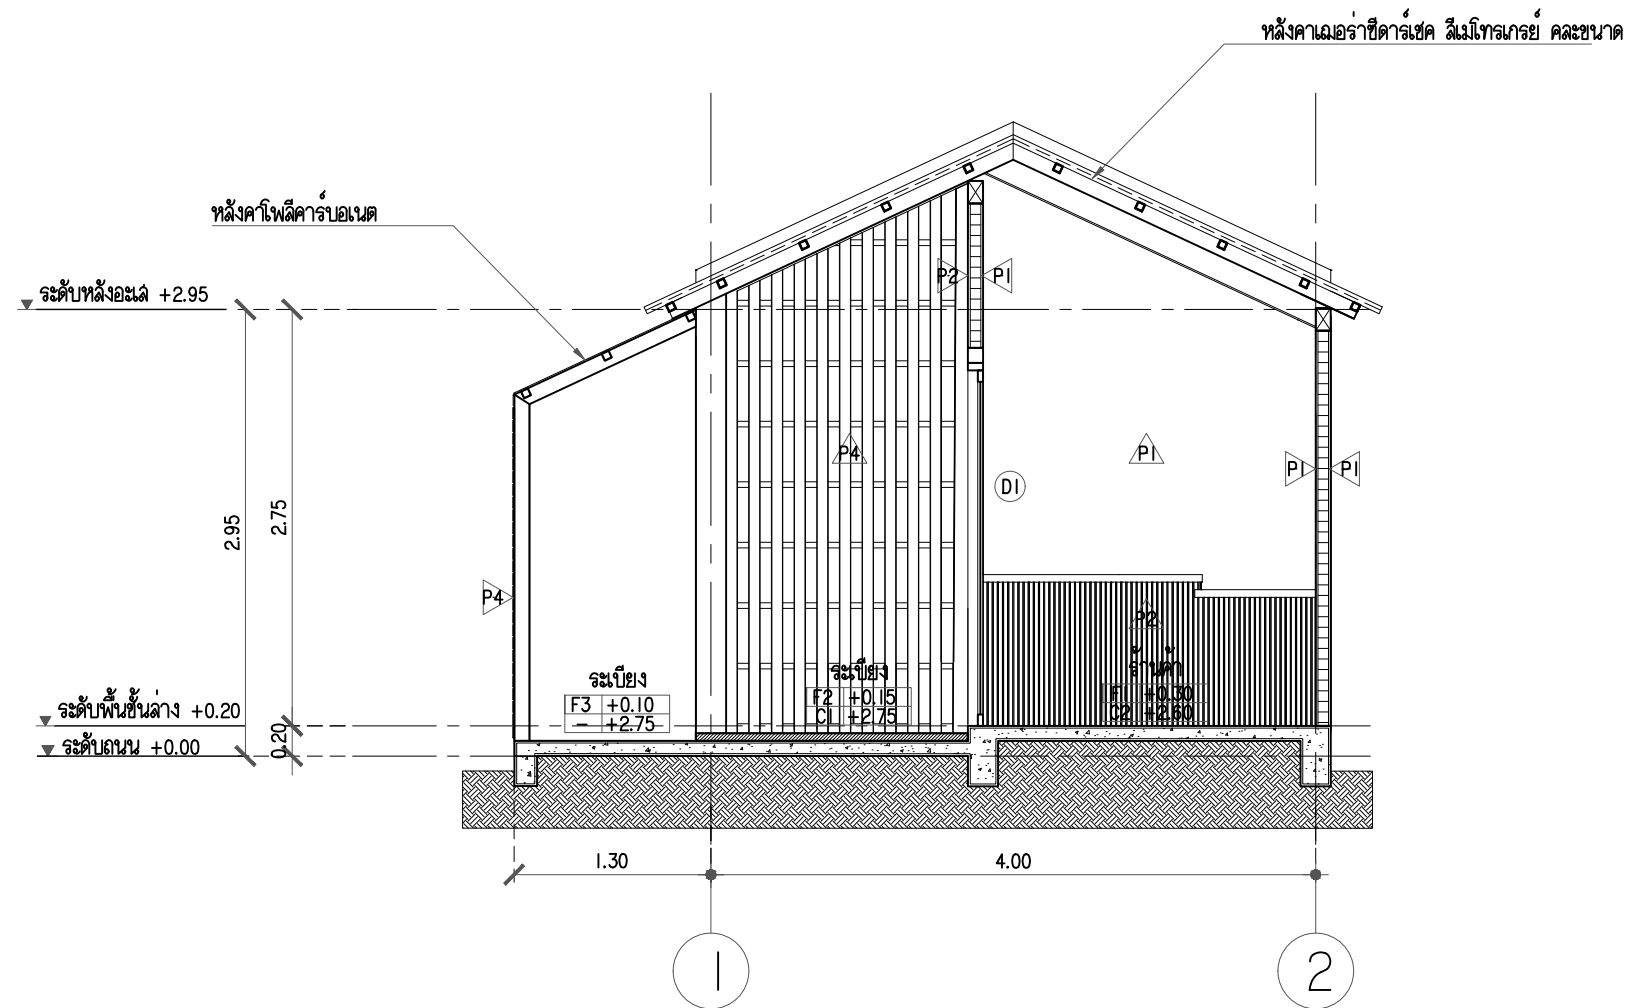 หลังคาเฌอร่าซีดาร์เชค สีเมโทรเกรย์ คละขนาด
หลังคาโพลีคาร์บอเนต
ระดับหลังอะเส +2.95
P2
P1
P4
P1
P1
P1
D1
2.95
2.75
P4
P2
ระเบียง
F3 +0.10
- +2.75
ระเบียง
F2 +0.15
C1 +2.75
ร้านค้า
F1 +0.30
C2 +2.60
ระดับพื้นชั้นล่าง +0.20
ระดับถนน +0.00
0.20
1.30
4.00
1
2